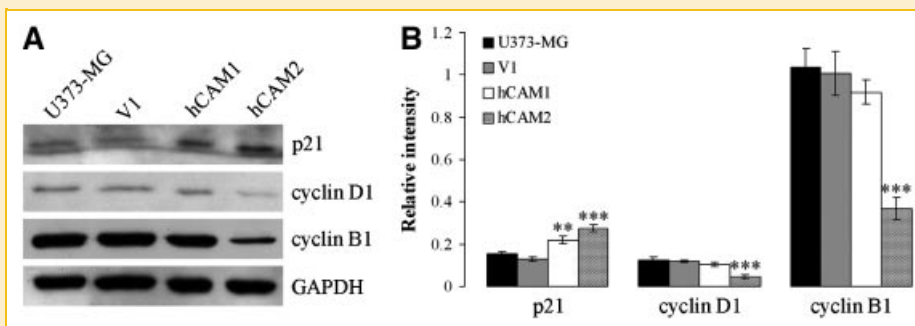 A
U373-MG
V1
hCAM1
hCAM2
p21
cyclin D1
cyclin B1
GAPDH
B
Relative intensity
1.2
1
0.8
0.6
0.4
0.2
0
U373-MG
V1
hCAM1
hCAM2
** ***
***
***
p21
cyclin D1
cyclin B1